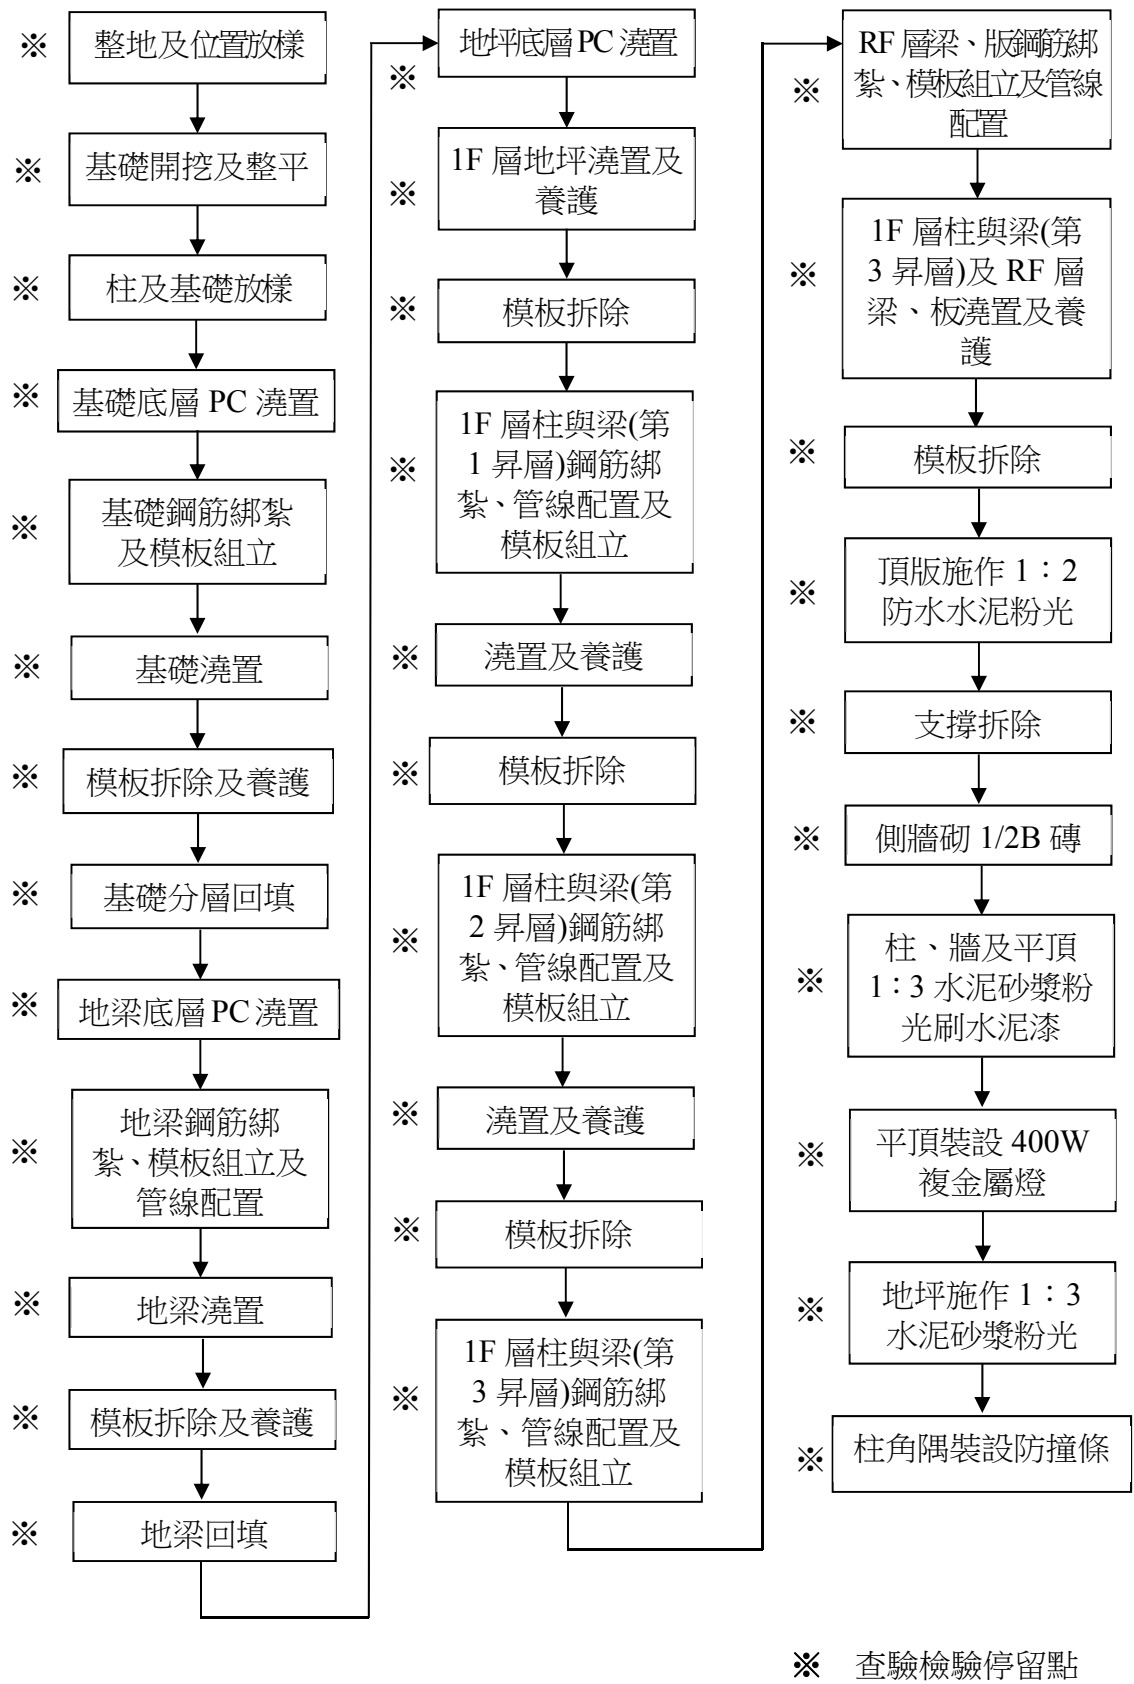 ※ 整地及位置放樣
※ 基礎開挖及整平
※ 柱及基礎放樣
※ 基礎底層 PC 澆置
※ 基礎鋼筋綁紮
及模板組立
※ 基礎澆置
※ 模板拆除及養護
※ 基礎分層回填
※ 地梁底層 PC 澆置
※ 地梁鋼筋綁
紮、模板組立及
管線配置
※ 地梁澆置
※ 模板拆除及養護
※ 地梁回填
※ 地坪底層 PC 澆置
※ 1F 層地坪澆置及
養護
※ 模板拆除
※ 1F 層柱與梁(第
1 昇層)鋼筋綁
紮、管線配置及
模板組立
※ 澆置及養護
※ 模板拆除
※ 1F 層柱與梁(第
2 昇層)鋼筋綁
紮、管線配置及
模板組立
※ 澆置及養護
※ 模板拆除
※ 1F 層柱與梁(第
3 昇層)鋼筋綁
紮、管線配置及
模板組立
※ RF 層梁、版鋼筋綁
紮、模板組立及管線
配置
※ 1F 層柱與梁(第
3 昇層)及 RF 層
梁、板澆置及養
護
※ 模板拆除
※ 頂版施作 1：2
防水水泥粉光
※ 支撐拆除
※ 側牆砌 1/2B 磚
※ 柱、牆及平頂
1：3 水泥砂漿粉
光刷水泥漆
※ 平頂裝設 400W
複金屬燈
※ 地坪施作 1：3
水泥砂漿粉光
※ 柱角隅裝設防撞條
※ 查驗檢驗停留點